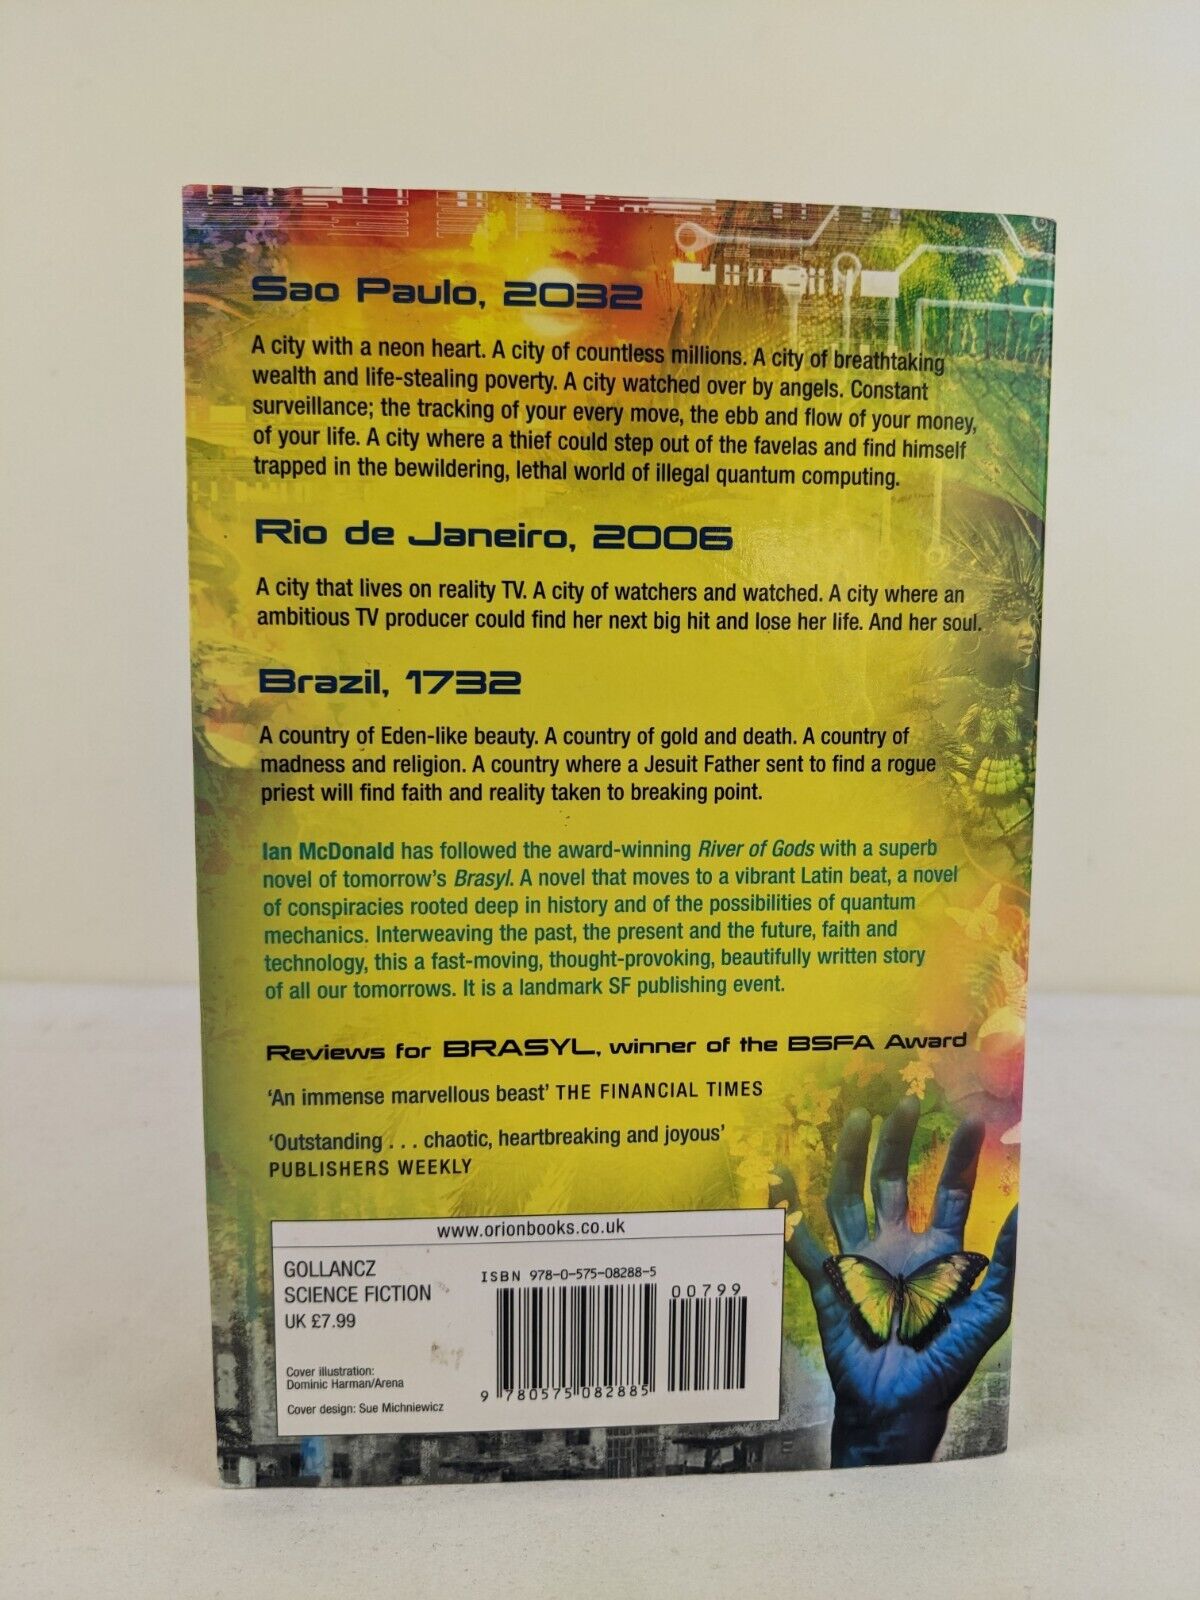 Sao Paulo, 2032
A city with a neon heart. A city of countless millions. A city of breathtaking
wealth and life-stealing poverty. A city watched over by angels. Constant
surveillance; the tracking of your every move, the ebb and flow of your money,
of your life. A city where a thief could step out of the favelas and find himself
trapped in the bewildering, lethal world of illegal quantum computing.
Rio de Janeiro, 2006
A city that lives on reality TV. A city of watchers and watched. A city where an
ambitious TV producer could find her next big hit and lose her life. And her soul.
Brazil, 1732
A country of Eden-like beauty. A country of gold and death. A country of
madness and religion. A country where a Jesuit Father sent to find a rogue
priest will find faith and reality taken to breaking point.
Ian McDonald has followed the award-winning River of Gods with a superb
novel of tomorrow's Brasyl. A novel that moves to a vibrant Latin beat, a novel
of conspiracies rooted deep in history and of the possibilities of quantum
mechanics. Interweaving the past, the present and the future, faith and
technology, this a fast-moving, thought-provoking, beautifully written story
of all our tomorrows. It is a landmark SF publishing event.
Reviews for BRASYL, winner of the BSFA Award
'An immense marvellous beast' THE FINANCIAL TIMES
'Outstanding . . . chaotic, heartbreaking and joyous'
PUBLISHERS WEEKLY
www.orionbooks.co.uk
GOLLANCZ
SCIENCE FICTION
UK £7.99
Cover illustration:
Dominic Harman/Arena
Cover design: Sue Michniewicz
ISBN 978-0-575-08288-5
00799
9 780575 082885